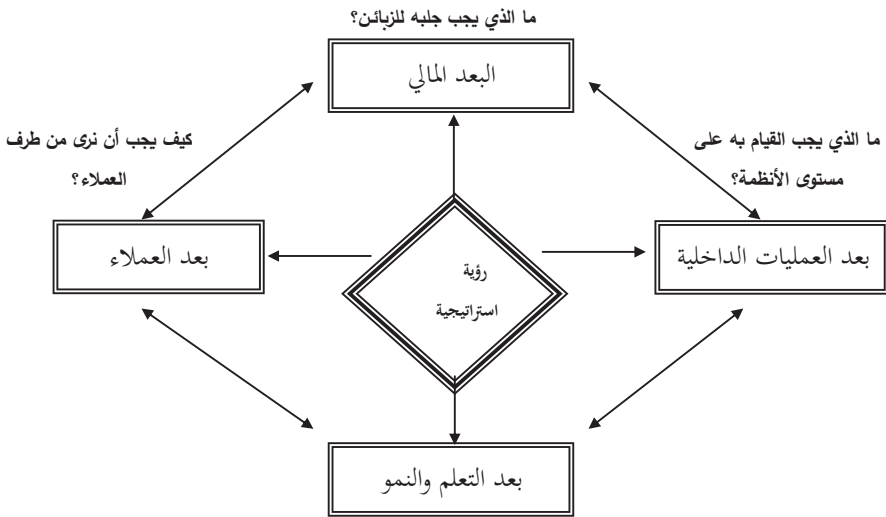 ما الذي يجب جلبه للزبائن؟
البعد المالي
ما الذي يجب القيام به على
مستوى الأنظمة؟
كيف يجب أن نرى من طرف
العملاء؟
بعد العمليات الداخلية
رؤية
استراتيجية
بعد العملاء
بعد التعلم والنمو